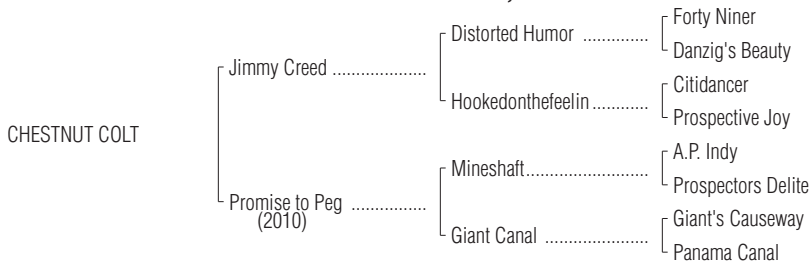 Forty Niner
Distorted Humor ..............
Danzig's Beauty
Jimmy Creed ....................
Citidancer
Hookedonthefeelin ............
Prospective Joy
CHESTNUT COLT
A.P. Indy
Mineshaft..........................
Prospectors Delite
Promise to Peg ................
(2010)
Giant's Causeway
Giant Canal ......................
Panama Canal